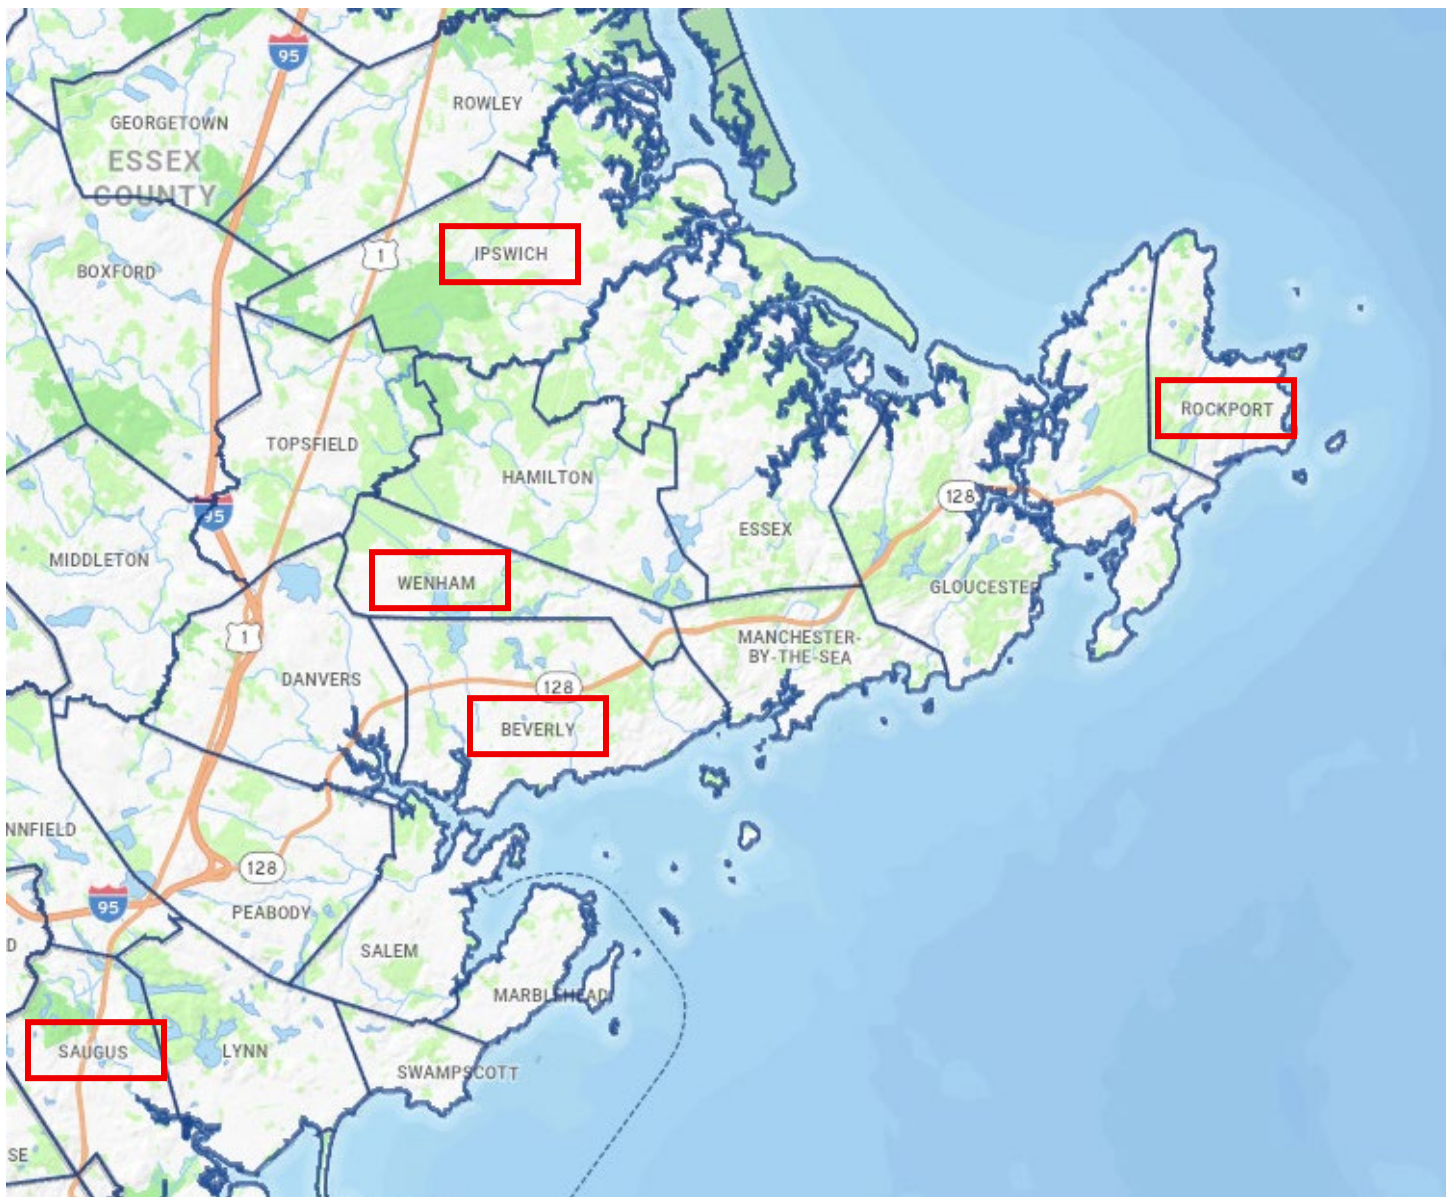 95
ROWLEY
GEORGETOWN
ESSEX
COUNTY
IPSWICH
1
BOXFORD
ROCKPORT
TOPSFIELD
HAMILTON
128
95
ESSEX
MIDDLETON
WENHAM
GLOUCESTER
1
MANCHESTER-
BY-THE-SEA
DANVERS
128
BEVERLY
NNFIELD
128
95
PEABODY
D
SALEM
MARBLEHEAD
SAUGUS
LYNN
SWAMPSCOTT
SE